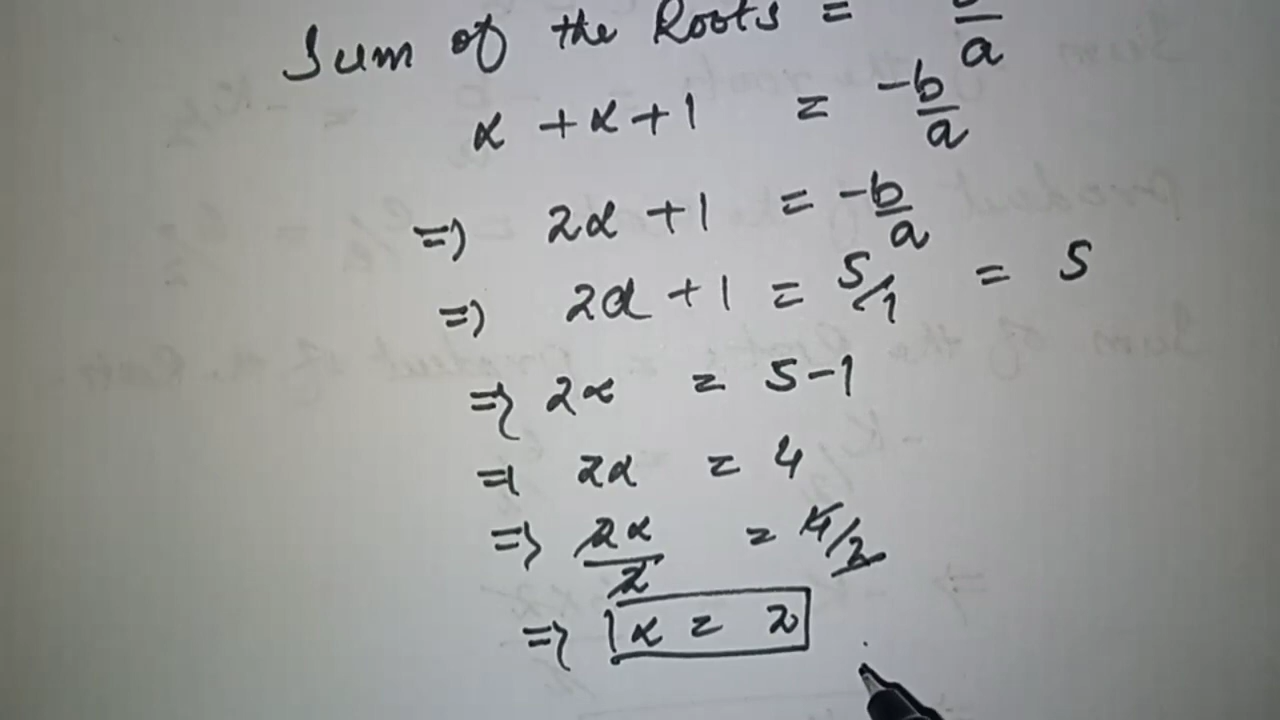 Sum of the Roots = -b/a
α + α + 1 = -b/a
=> 2α + 1 = -b/a
=> 2α + 1 = 5/1 = 5
=> 2α = 5-1
=> 2α = 4
=> 2α/2 = 4/2
=> α = 2